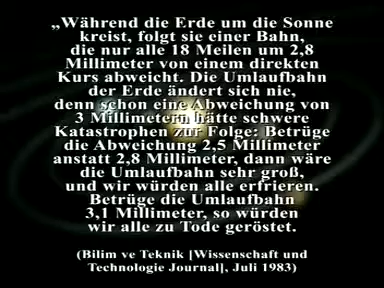 „Während die Erde um die Sonne
kreist, folgt sie einer Bahn,
die nur alle 18 Meilen um 2,8
Millimeter von einem direkten
Kurs abweicht. Die Umlaufbahn
der Erde ändert sich nie,
denn schon eine Abweichung von
3 Millimetern hätte schwere
Katastrophen zur Folge: Betrüge
die Abweichung 2,5 Millimeter
anstatt 2,8 Millimeter, dann wäre
die Umlaufbahn sehr groß,
und wir würden alle erfrieren.
Betrüge die Umlaufbahn
3,1 Millimeter, so würden
wir alle zu Tode geröstet.
(Bilim ve Teknik [Wissenschaft und
Technologie Journal], Juli 1983)